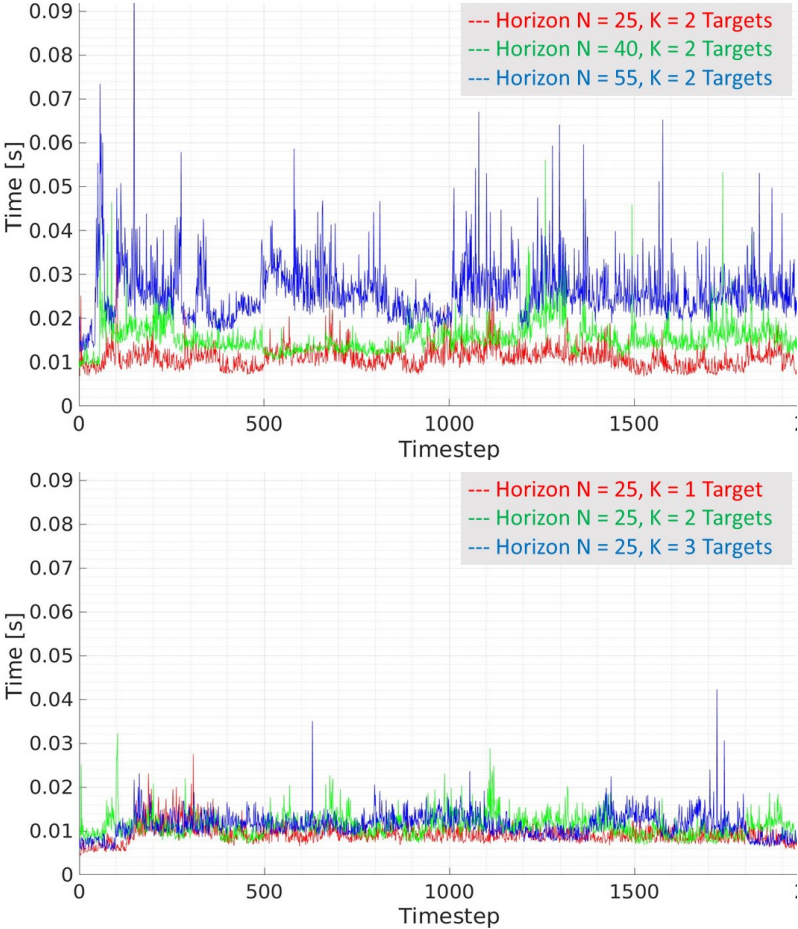 0.09
0.08
0.07
0.06
0.05
0.04
0.03
0.02
0.01
0
Time [s]
--- Horizon N = 25, K = 2 Targets
--- Horizon N = 40, K = 2 Targets
--- Horizon N = 55, K = 2 Targets
0 500 1000 1500 2
Timestep
0.09
0.08
0.07
0.06
0.05
0.04
0.03
0.02
0.01
0
Time [s]
--- Horizon N = 25, K = 1 Target
--- Horizon N = 25, K = 2 Targets
--- Horizon N = 25, K = 3 Targets
0 500 1000 1500 2
Timestep